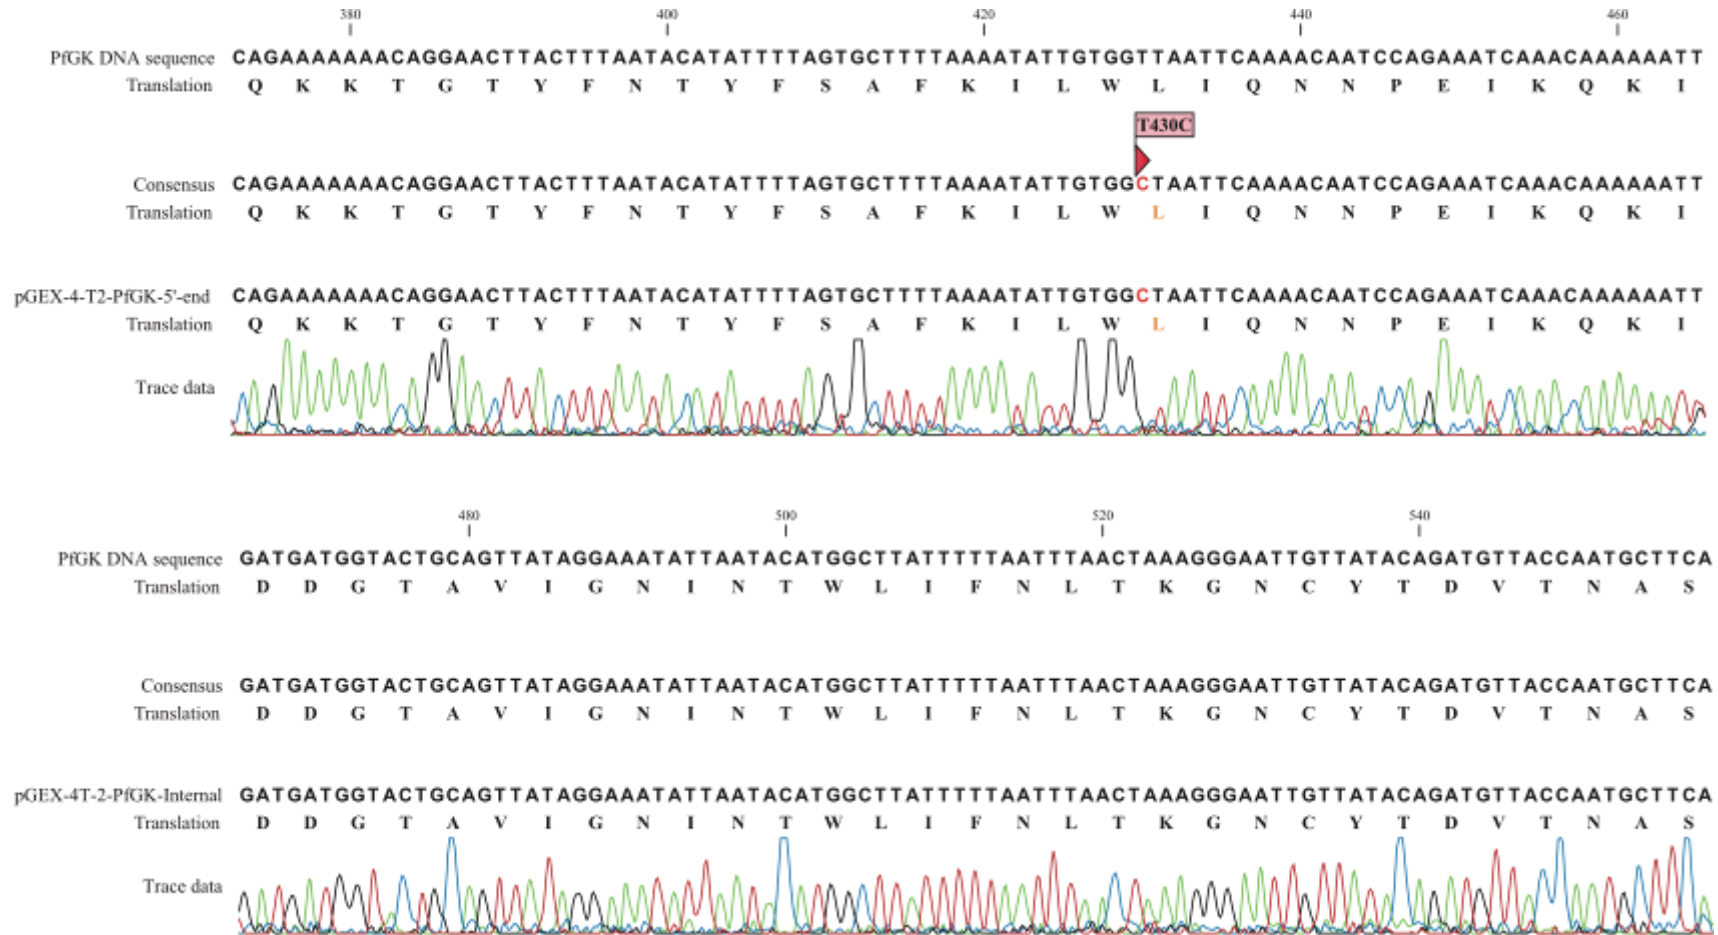 380 400 420 440 460
PfGK DNA sequence CAGAAAAAAACAGGAACTTACTTTAATACATATTTTAGTGCTTTTAAAATATTGTGGTTAATTCAAAACAATCCAGAAATCAAACAAAAAATT
Translation Q K K T G T Y F N T Y F S A F K I L W L I Q N N P E I K Q K I
T430C
Consensus CAGAAAAAAACAGGAACTTACTTTAATACATATTTTAGTGCTTTTAAAATATTGTGGCTAATTCAAAACAATCCAGAAATCAAACAAAAAATT
Translation Q K K T G T Y F N T Y F S A F K I L W L I Q N N P E I K Q K I
pGEX-4-T2-PfGK-5'-end CAGAAAAAAACAGGAACTTACTTTAATACATATTTTAGTGCTTTTAAAATATTGTGGCTAATTCAAAACAATCCAGAAATCAAACAAAAAATT
Translation Q K K T G T Y F N T Y F S A F K I L W L I Q N N P E I K Q K I
Trace data
480 500 520 540
PfGK DNA sequence GATGATGGTACTGCAGTTATAGGAAATATTAATACATGGCTTATTTTTAATTTAACTAAAGGGAATTGTTATACAGATGTTACCAATGCTTCA
Translation D D G T A V I G N I N T W L I F N L T K G N C Y T D V T N A S
Consensus GATGATGGTACTGCAGTTATAGGAAATATTAATACATGGCTTATTTTTAATTTAACTAAAGGGAATTGTTATACAGATGTTACCAATGCTTCA
Translation D D G T A V I G N I N T W L I F N L T K G N C Y T D V T N A S
pGEX-4T-2-PfGK-Internal GATGATGGTACTGCAGTTATAGGAAATATTAATACATGGCTTATTTTTAATTTAACTAAAGGGAATTGTTATACAGATGTTACCAATGCTTCA
Translation D D G T A V I G N I N T W L I F N L T K G N C Y T D V T N A S
Trace data